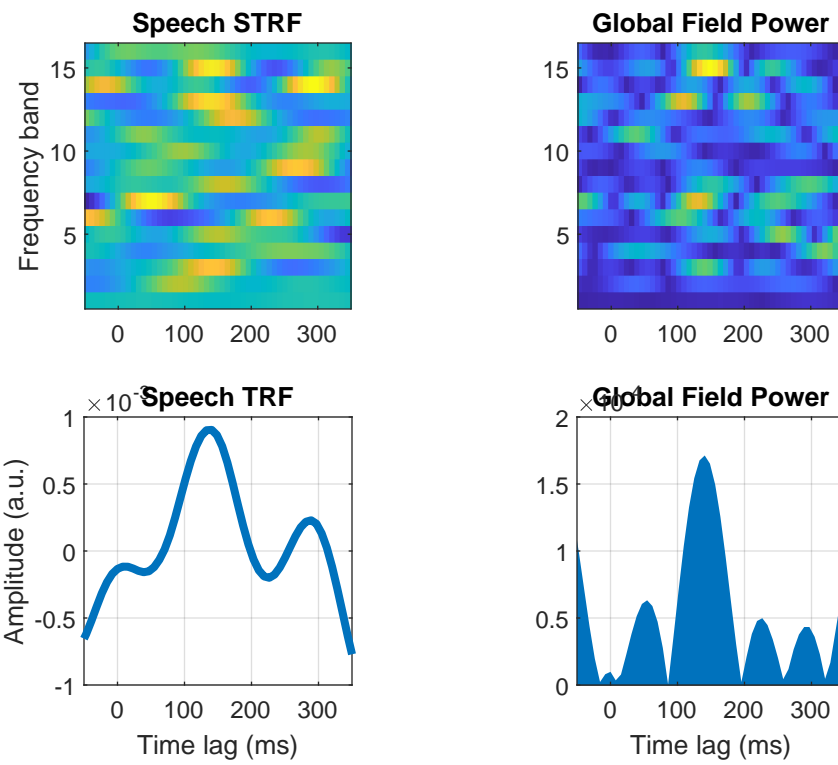 Speech STRF
Global Field Power
Frequency band
15
10
5
0 100 200 300
15
10
5
0 100 200 300
Speech TRF
×10⁻³
Amplitude (a.u.)
1
0.5
0
-0.5
-1
0 100 200 300
Time lag (ms)
Global Field Power
×10⁻⁴
2
1.5
1
0.5
0
0 100 200 300
Time lag (ms)